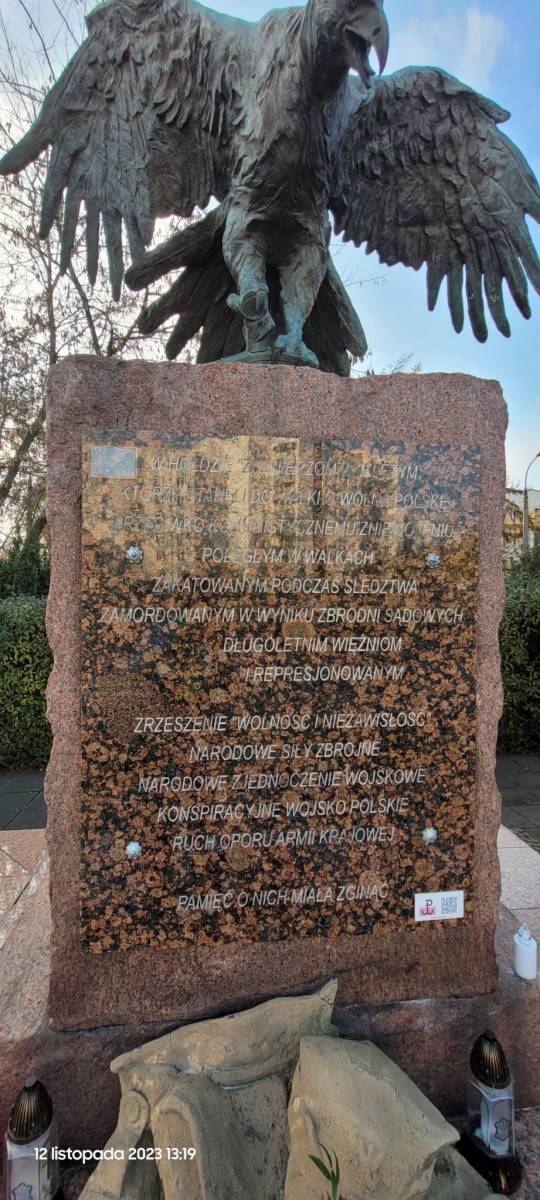 W HOŁDZIE "ŻOŁNIERZOM WYKLĘTYM"
KTÓRZY STANĘLI DO WALKI O WOLNĄ POLSKĘ
PRZECIWKO KOMUNISTYCZNEMU ZNIEWOLENIU
POLEGŁYM W WALKACH
ZAKATOWANYM PODCZAS ŚLEDZTWA
ZAMORDOWANYM W WYNIKU ZBRODNI SĄDOWYCH
DŁUGOLETNIM WIĘŹNIOM
I REPRESJONOWANYM
ZRZESZENIE "WOLNOŚĆ I NIEZAWISŁOŚĆ"
NARODOWE SIŁY ZBROJNE
NARODOWE ZJEDNOCZENIE WOJSKOWE
KONSPIRACYJNE WOJSKO POLSKIE
RUCH OPORU ARMII KRAJOWEJ
PAMIĘĆ O NICH MIAŁA ZGINĄĆ
12 listopada 2023 13:19